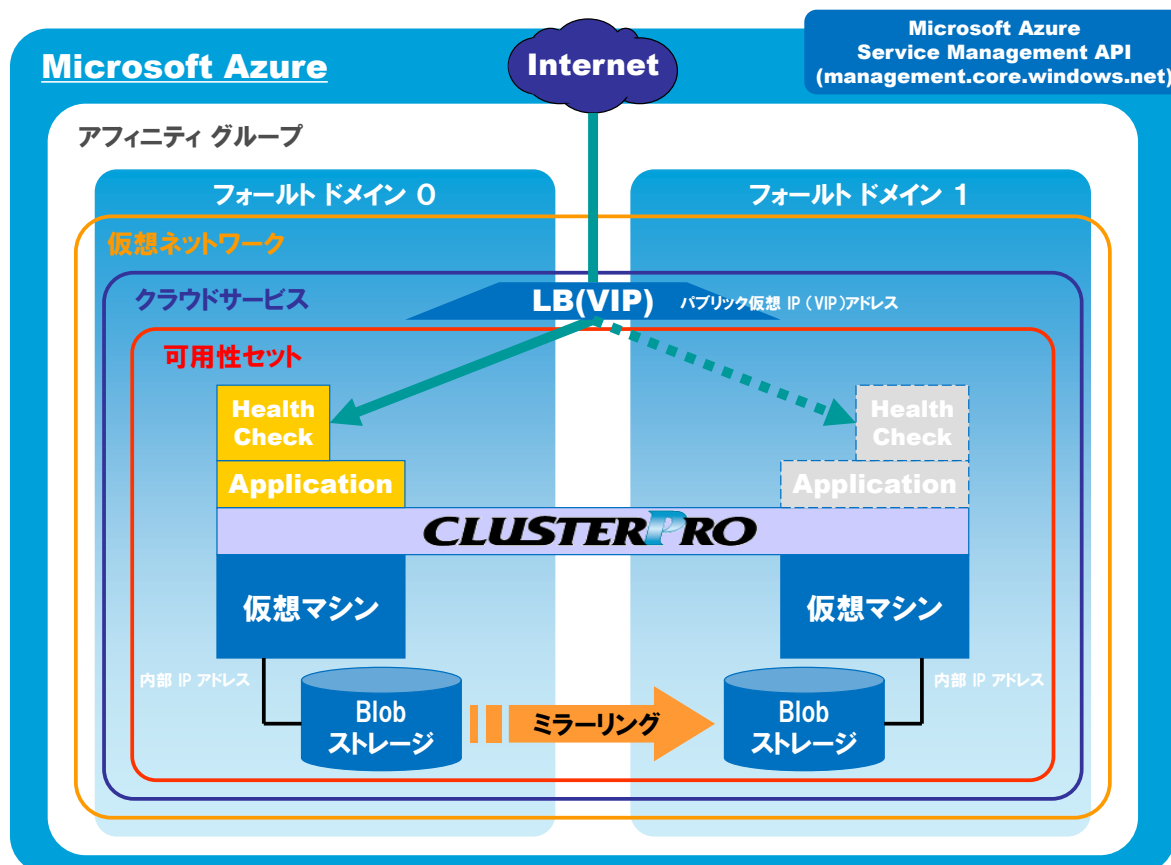 Microsoft Azure
Internet
Microsoft Azure
Service Management API
(management.core.windows.net)
アフィニティ グループ
フォールト ドメイン 0
フォールト ドメイン 1
仮想ネットワーク
クラウドサービス
LB(VIP)
パブリック仮想 IP (VIP)アドレス
可用性セット
Health
Check
Health
Check
Application
Application
CLUSTERPRO
仮想マシン
仮想マシン
内部 IP アドレス
内部 IP アドレス
Blob
ストレージ
ミラーリング
Blob
ストレージ